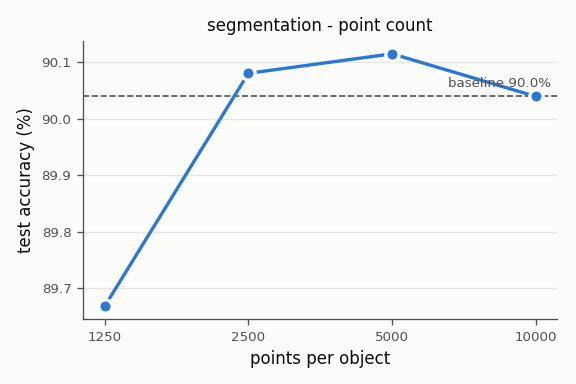 segmentation - point count
test accuracy (%)
90.1
90.0
89.9
89.8
89.7
baseline 90.0%
1250 2500 5000 10000
points per object